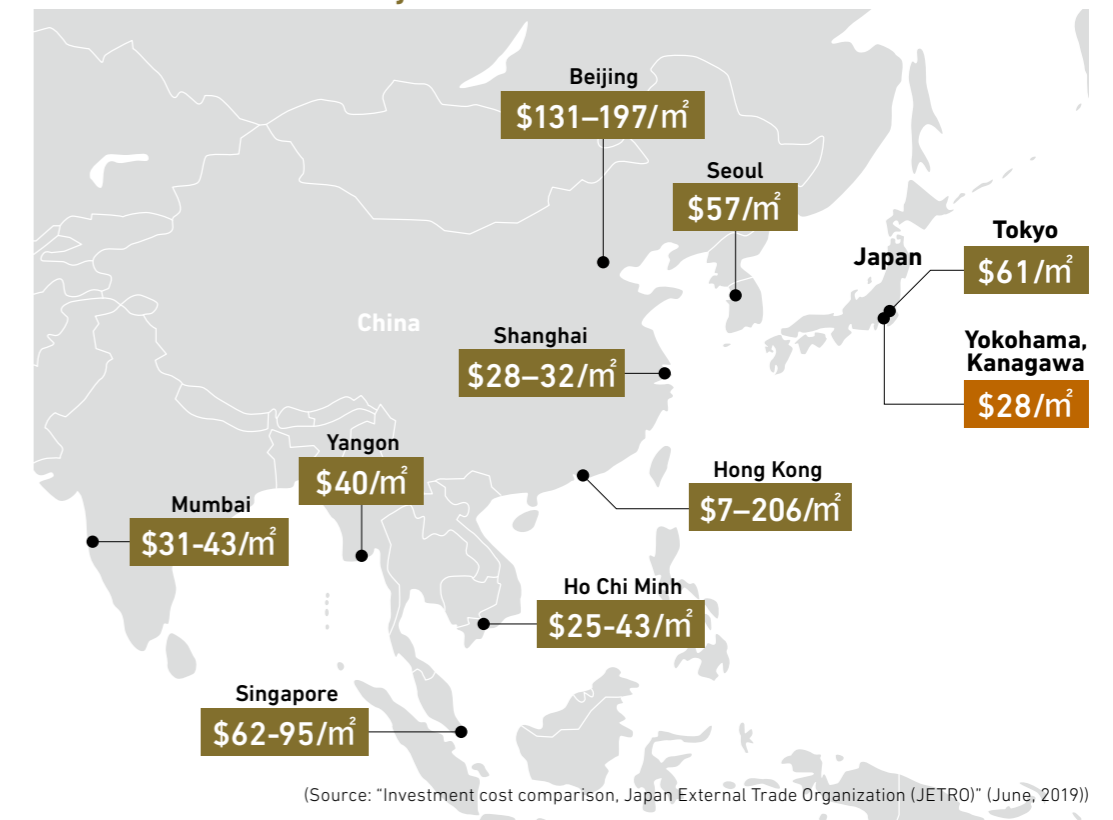 Beijing
$131–197/㎡
Seoul
$57/㎡
Tokyo
$61/㎡
Japan
Yokohama,
Kanagawa
$28/㎡
China
Shanghai
$28–32/㎡
Yangon
$40/㎡
Hong Kong
$7–206/㎡
Mumbai
$31-43/㎡
Ho Chi Minh
$25-43/㎡
Singapore
$62-95/㎡
(Source: “Investment cost comparison, Japan External Trade Organization (JETRO)” (June, 2019))